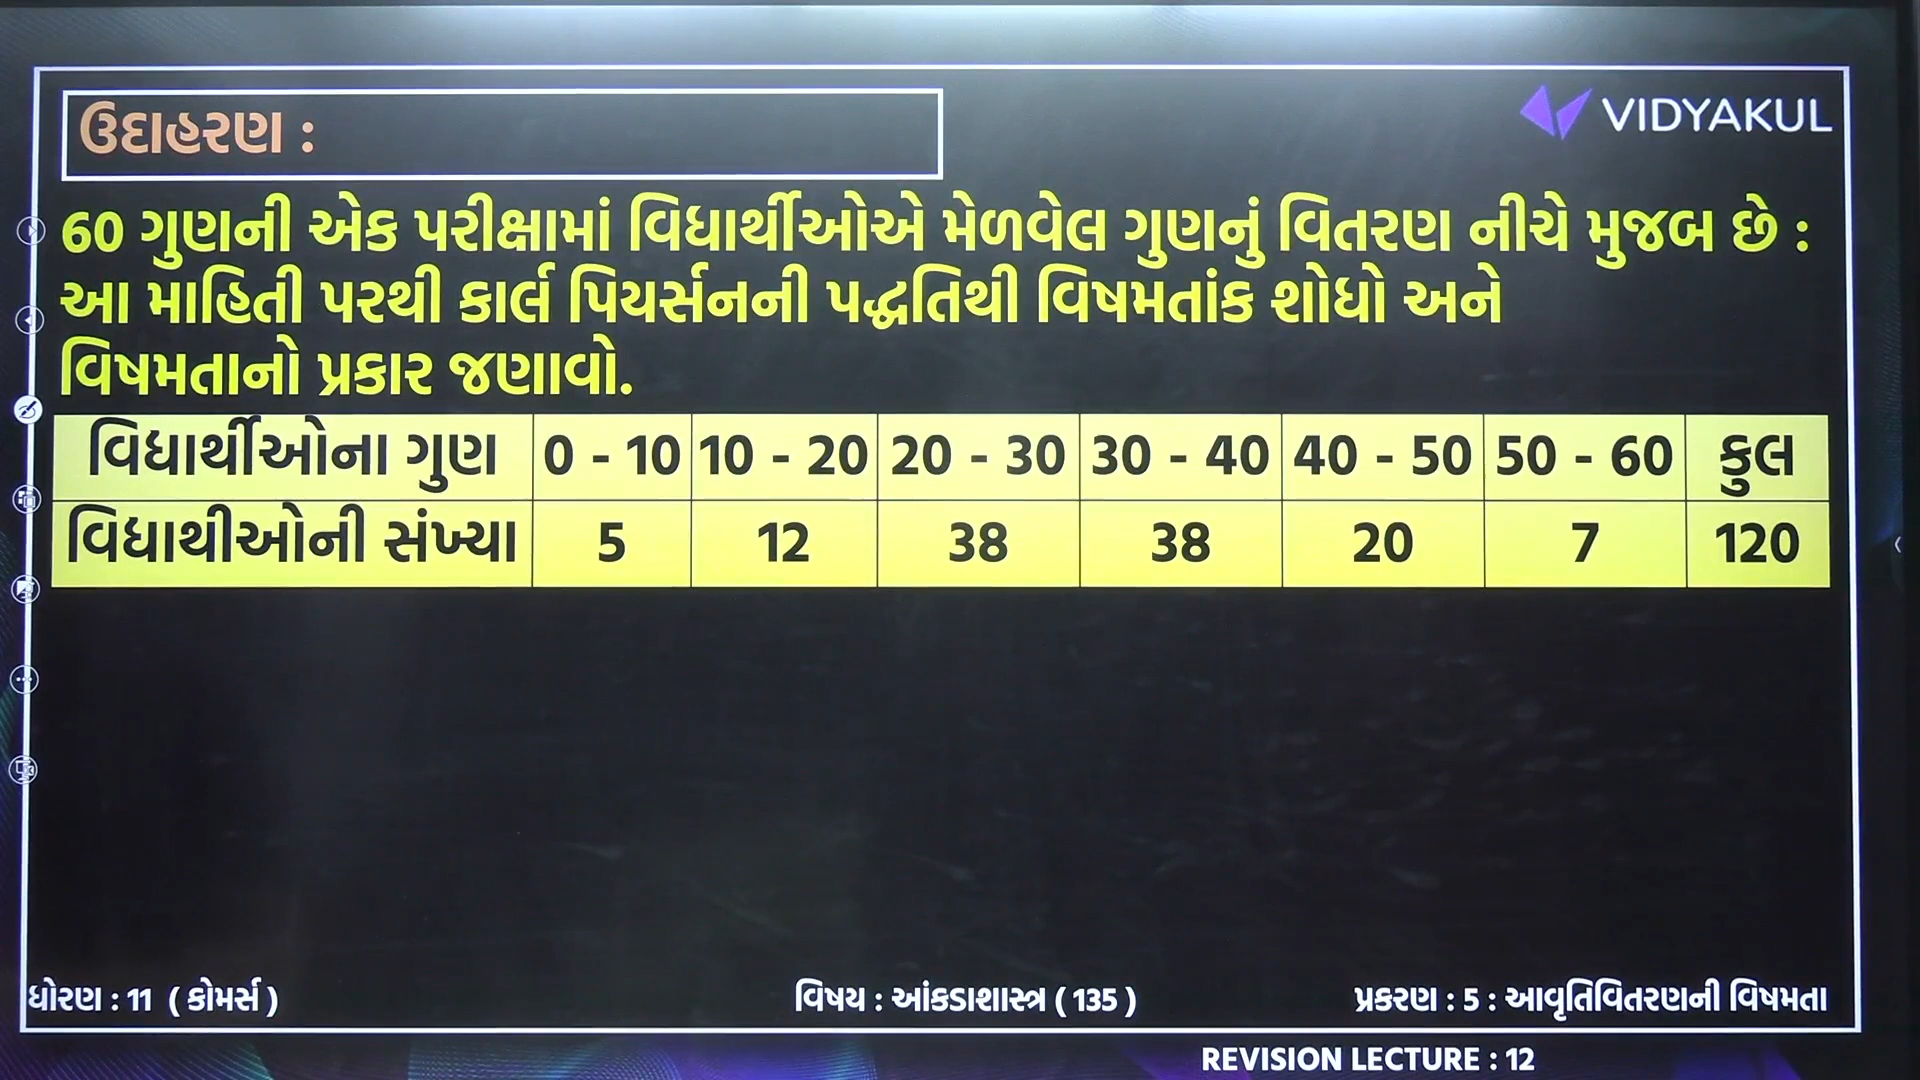 ઉદાહરણ :
VIDYAKUL
60 ગુણની એક પરીક્ષામાં વિધાર્થીઓએ મેળવેલ ગુણનું વિતરણ નીચે મુજબ છે :
આ માહિતી પરથી કાર્લ પિયર્સનની પદ્ધતિથી વિષમતાંક શોધો અને
વિષમતાનો પ્રકાર જણાવો.
વિદ્યાર્થીઓના ગુણ 0 - 10 10 - 20 20 - 30 30 - 40 40 - 50 50 - 60 કુલ
વિદ્યાથીઓની સંખ્યા 5 12 38 38 20 7 120
ધોરણ : 11 ( કોમર્સ ) વિષય : આંકડાશાસ્ત્ર ( 135 ) પ્રકરણ : 5 : આવૃતિવિતરણની વિષમતા
REVISION LECTURE : 12